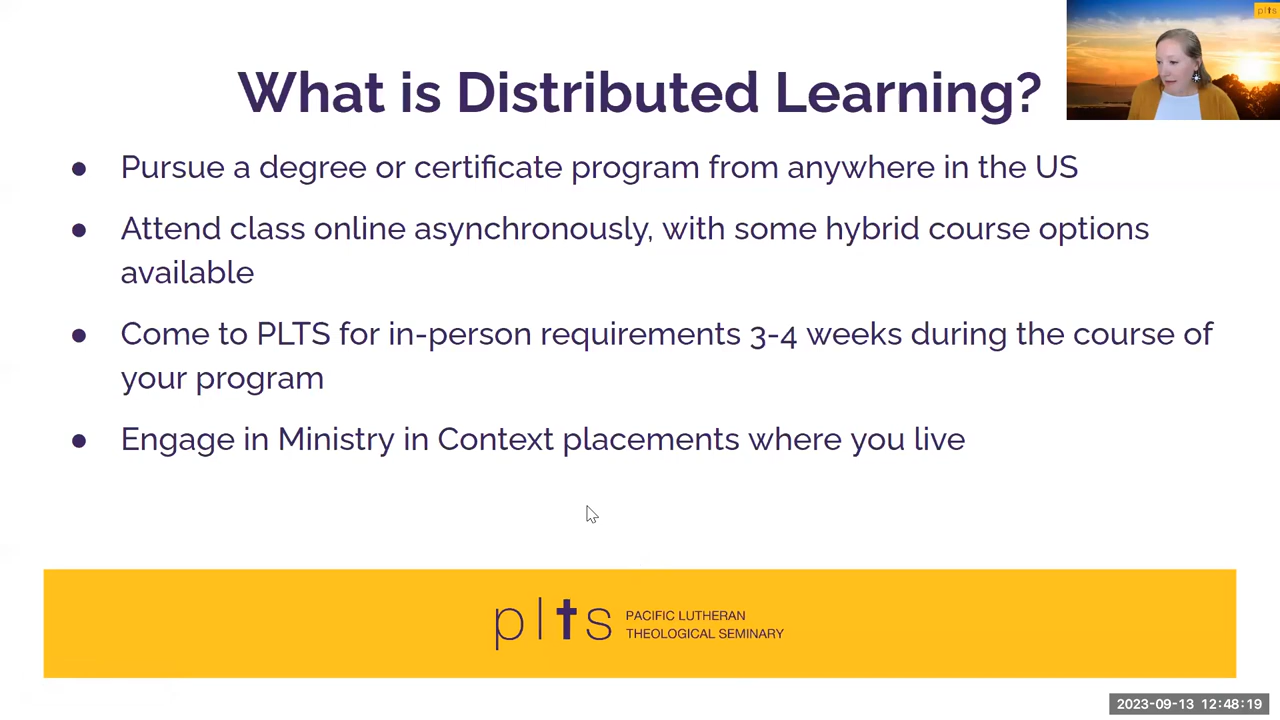 plts
What is Distributed Learning?
● Pursue a degree or certificate program from anywhere in the US
● Attend class online asynchronously, with some hybrid course options
available
● Come to PLTS for in-person requirements 3-4 weeks during the course of
your program
● Engage in Ministry in Context placements where you live
plts
PACIFIC LUTHERAN
THEOLOGICAL SEMINARY
2023-09-13 12:48:19